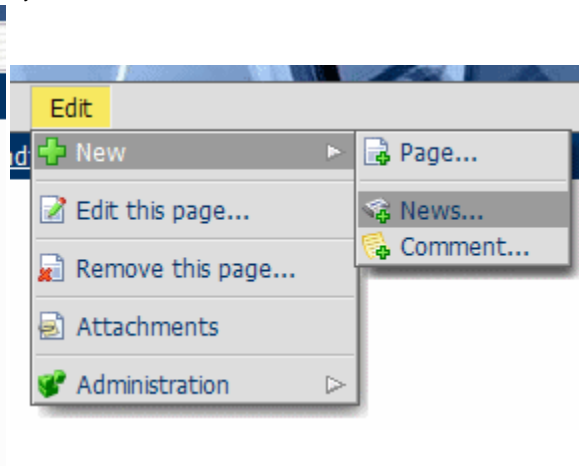 Edit
New
Page...
Edit this page...
News...
Comment...
Remove this page...
Attachments
Administration